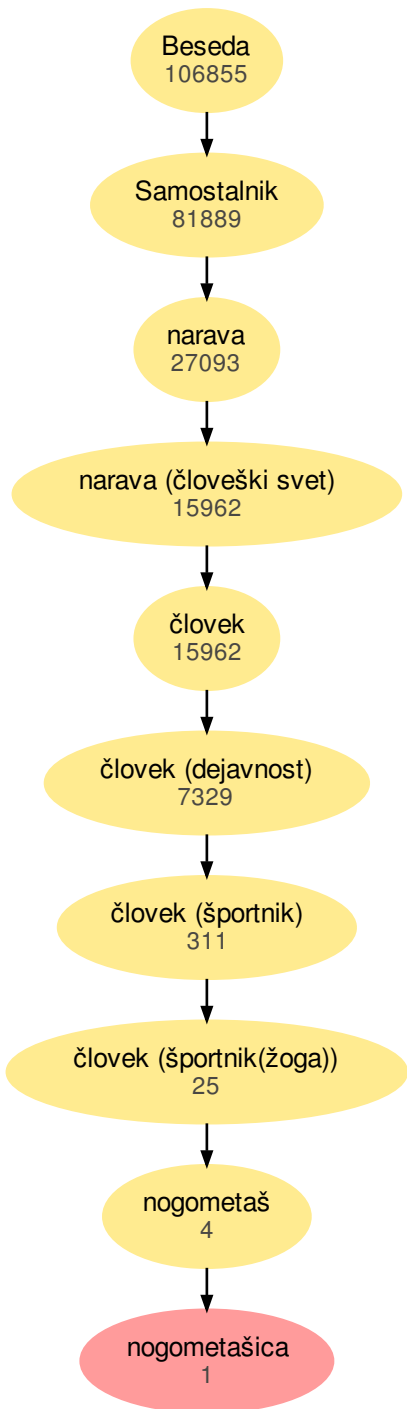 Beseda
106855
Samostalnik
81889
narava
27093
narava (človeški svet)
15962
človek
15962
človek (dejavnost)
7329
človek (športnik)
311
človek (športnik(žoga))
25
nogometaš
4
nogometašica
1